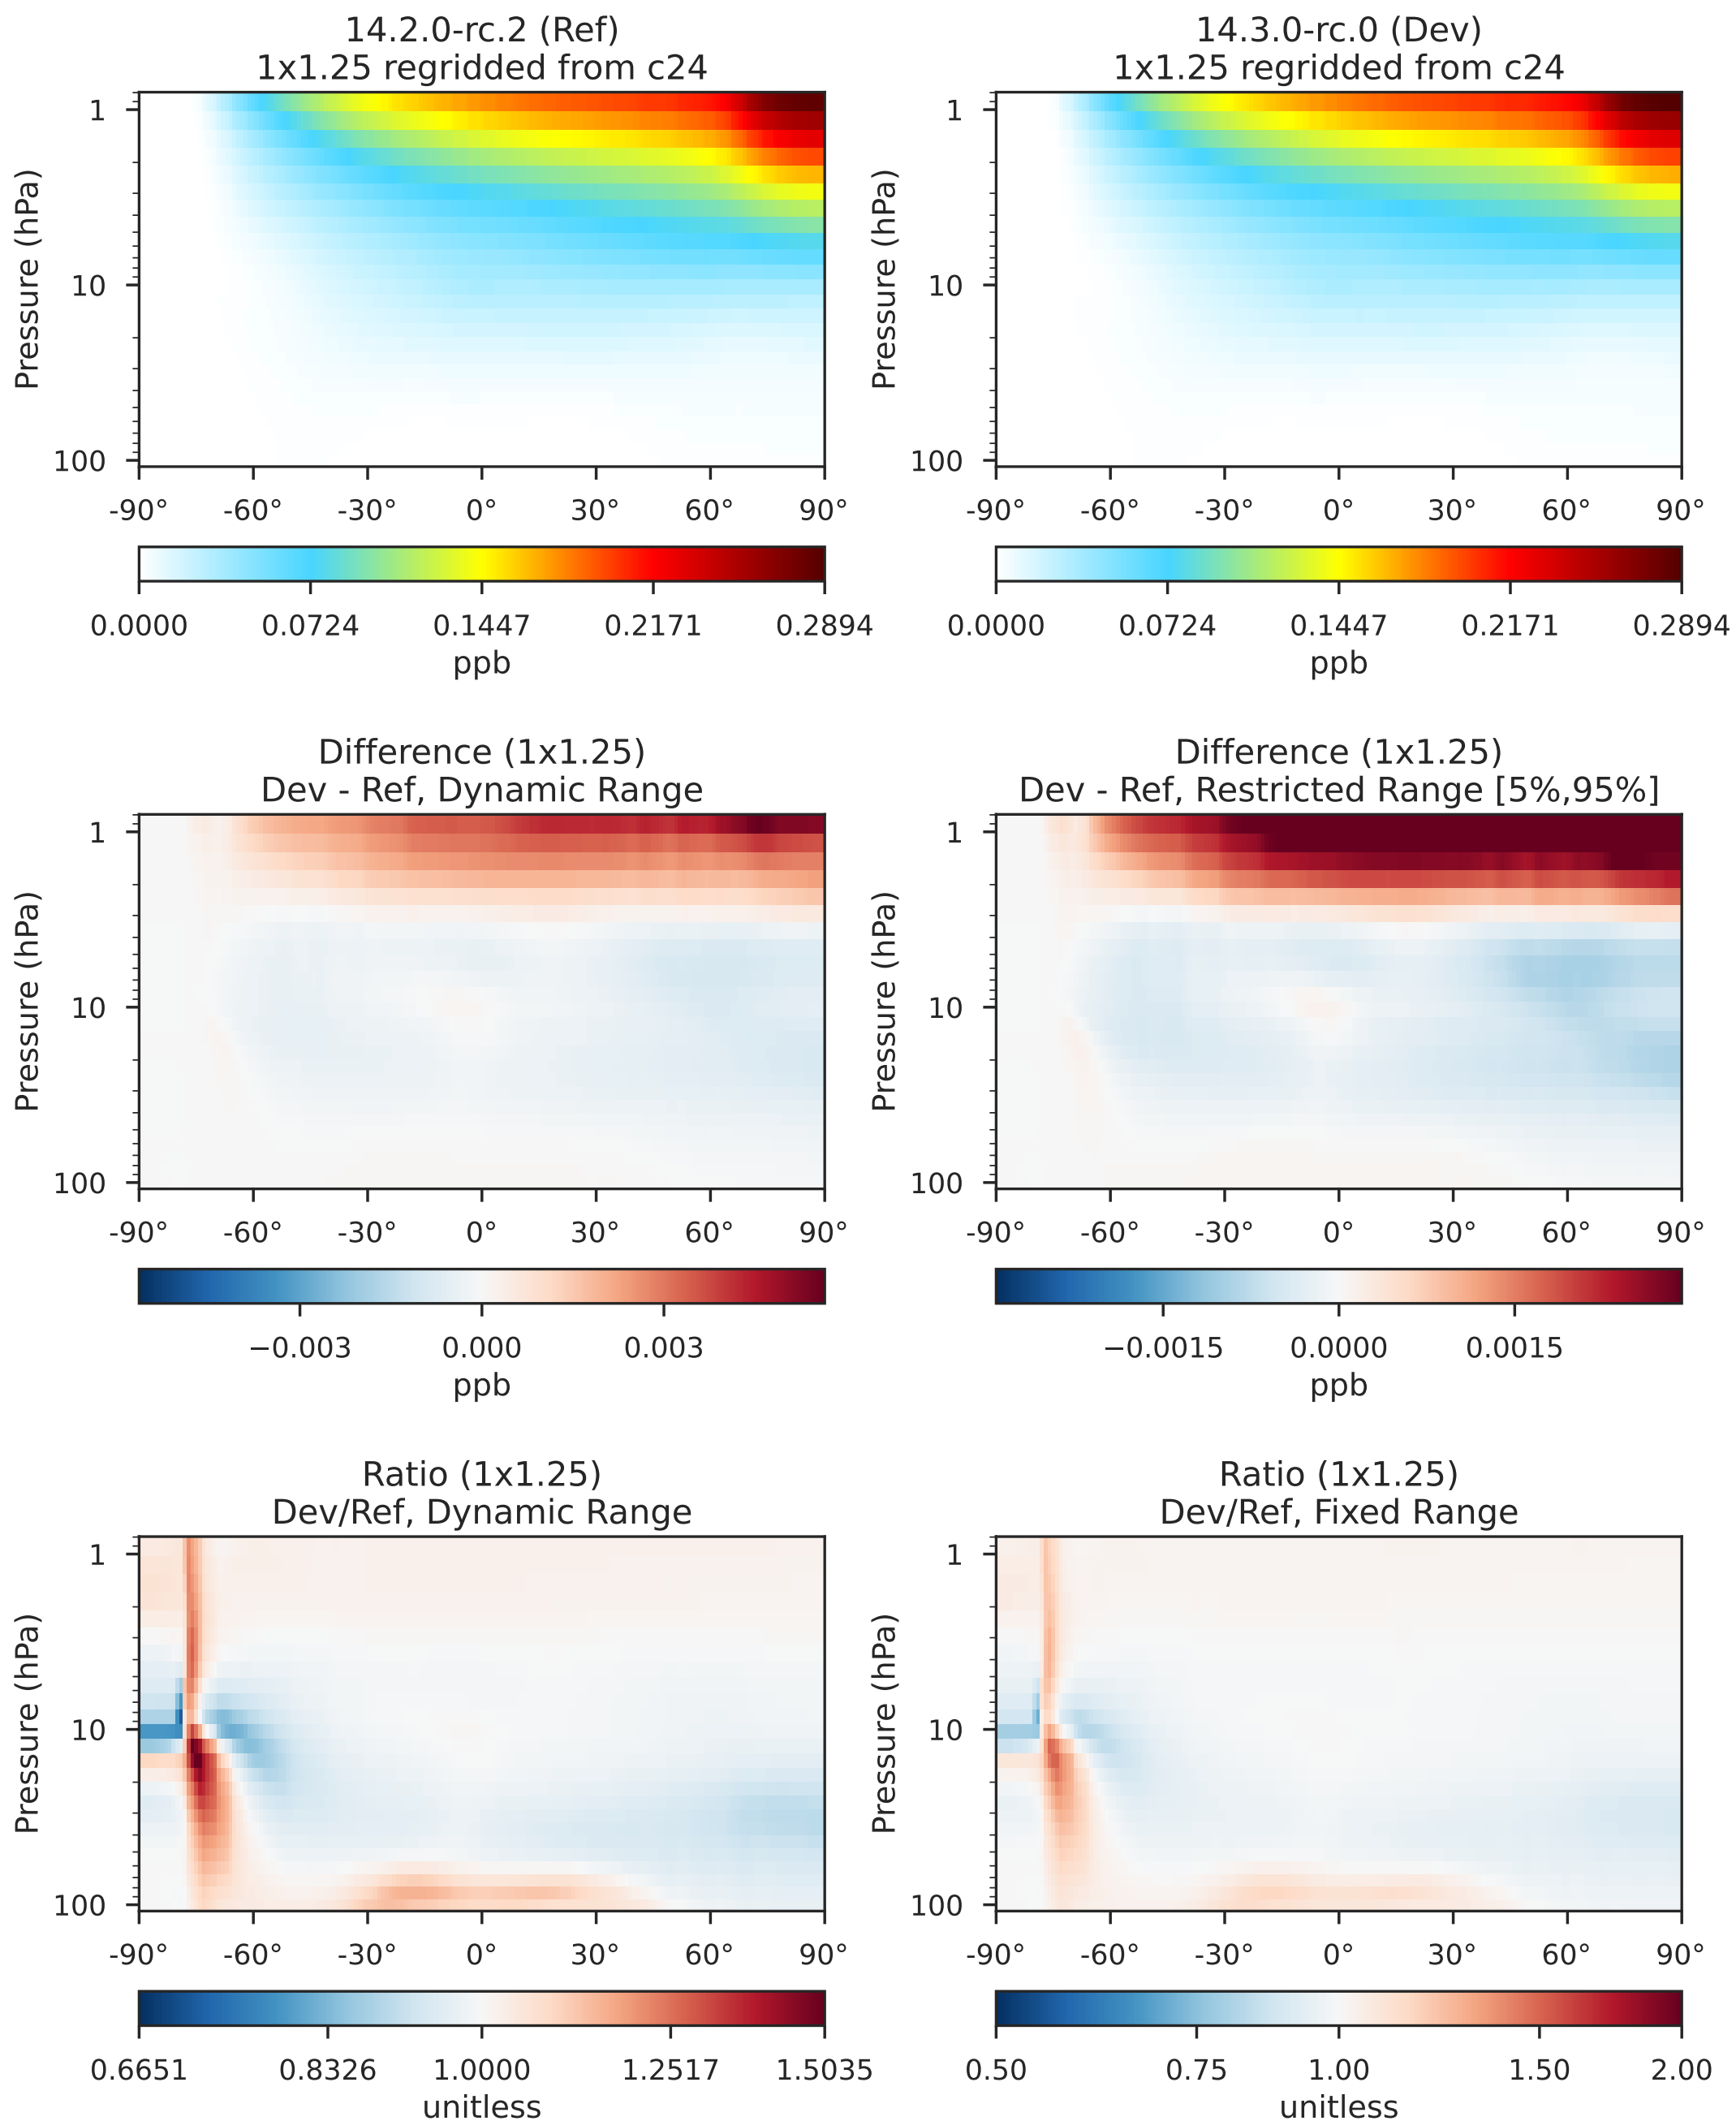 14.2.0-rc.2 (Ref)
1x1.25 regridded from c24
Pressure (hPa)
1
10
100
-90° -60° -30° 0° 30° 60° 90°
0.0000 0.0724 0.1447 0.2171 0.2894
ppb
14.3.0-rc.0 (Dev)
1x1.25 regridded from c24
Pressure (hPa)
1
10
100
-90° -60° -30° 0° 30° 60° 90°
0.0000 0.0724 0.1447 0.2171 0.2894
ppb
Difference (1x1.25)
Dev - Ref, Dynamic Range
Pressure (hPa)
1
10
100
-90° -60° -30° 0° 30° 60° 90°
−0.003 0.000 0.003
ppb
Difference (1x1.25)
Dev - Ref, Restricted Range [5%,95%]
Pressure (hPa)
1
10
100
-90° -60° -30° 0° 30° 60° 90°
−0.0015 0.0000 0.0015
ppb
Ratio (1x1.25)
Dev/Ref, Dynamic Range
Pressure (hPa)
1
10
100
-90° -60° -30° 0° 30° 60° 90°
0.6651 0.8326 1.0000 1.2517 1.5035
unitless
Ratio (1x1.25)
Dev/Ref, Fixed Range
Pressure (hPa)
1
10
100
-90° -60° -30° 0° 30° 60° 90°
0.50 0.75 1.00 1.50 2.00
unitless